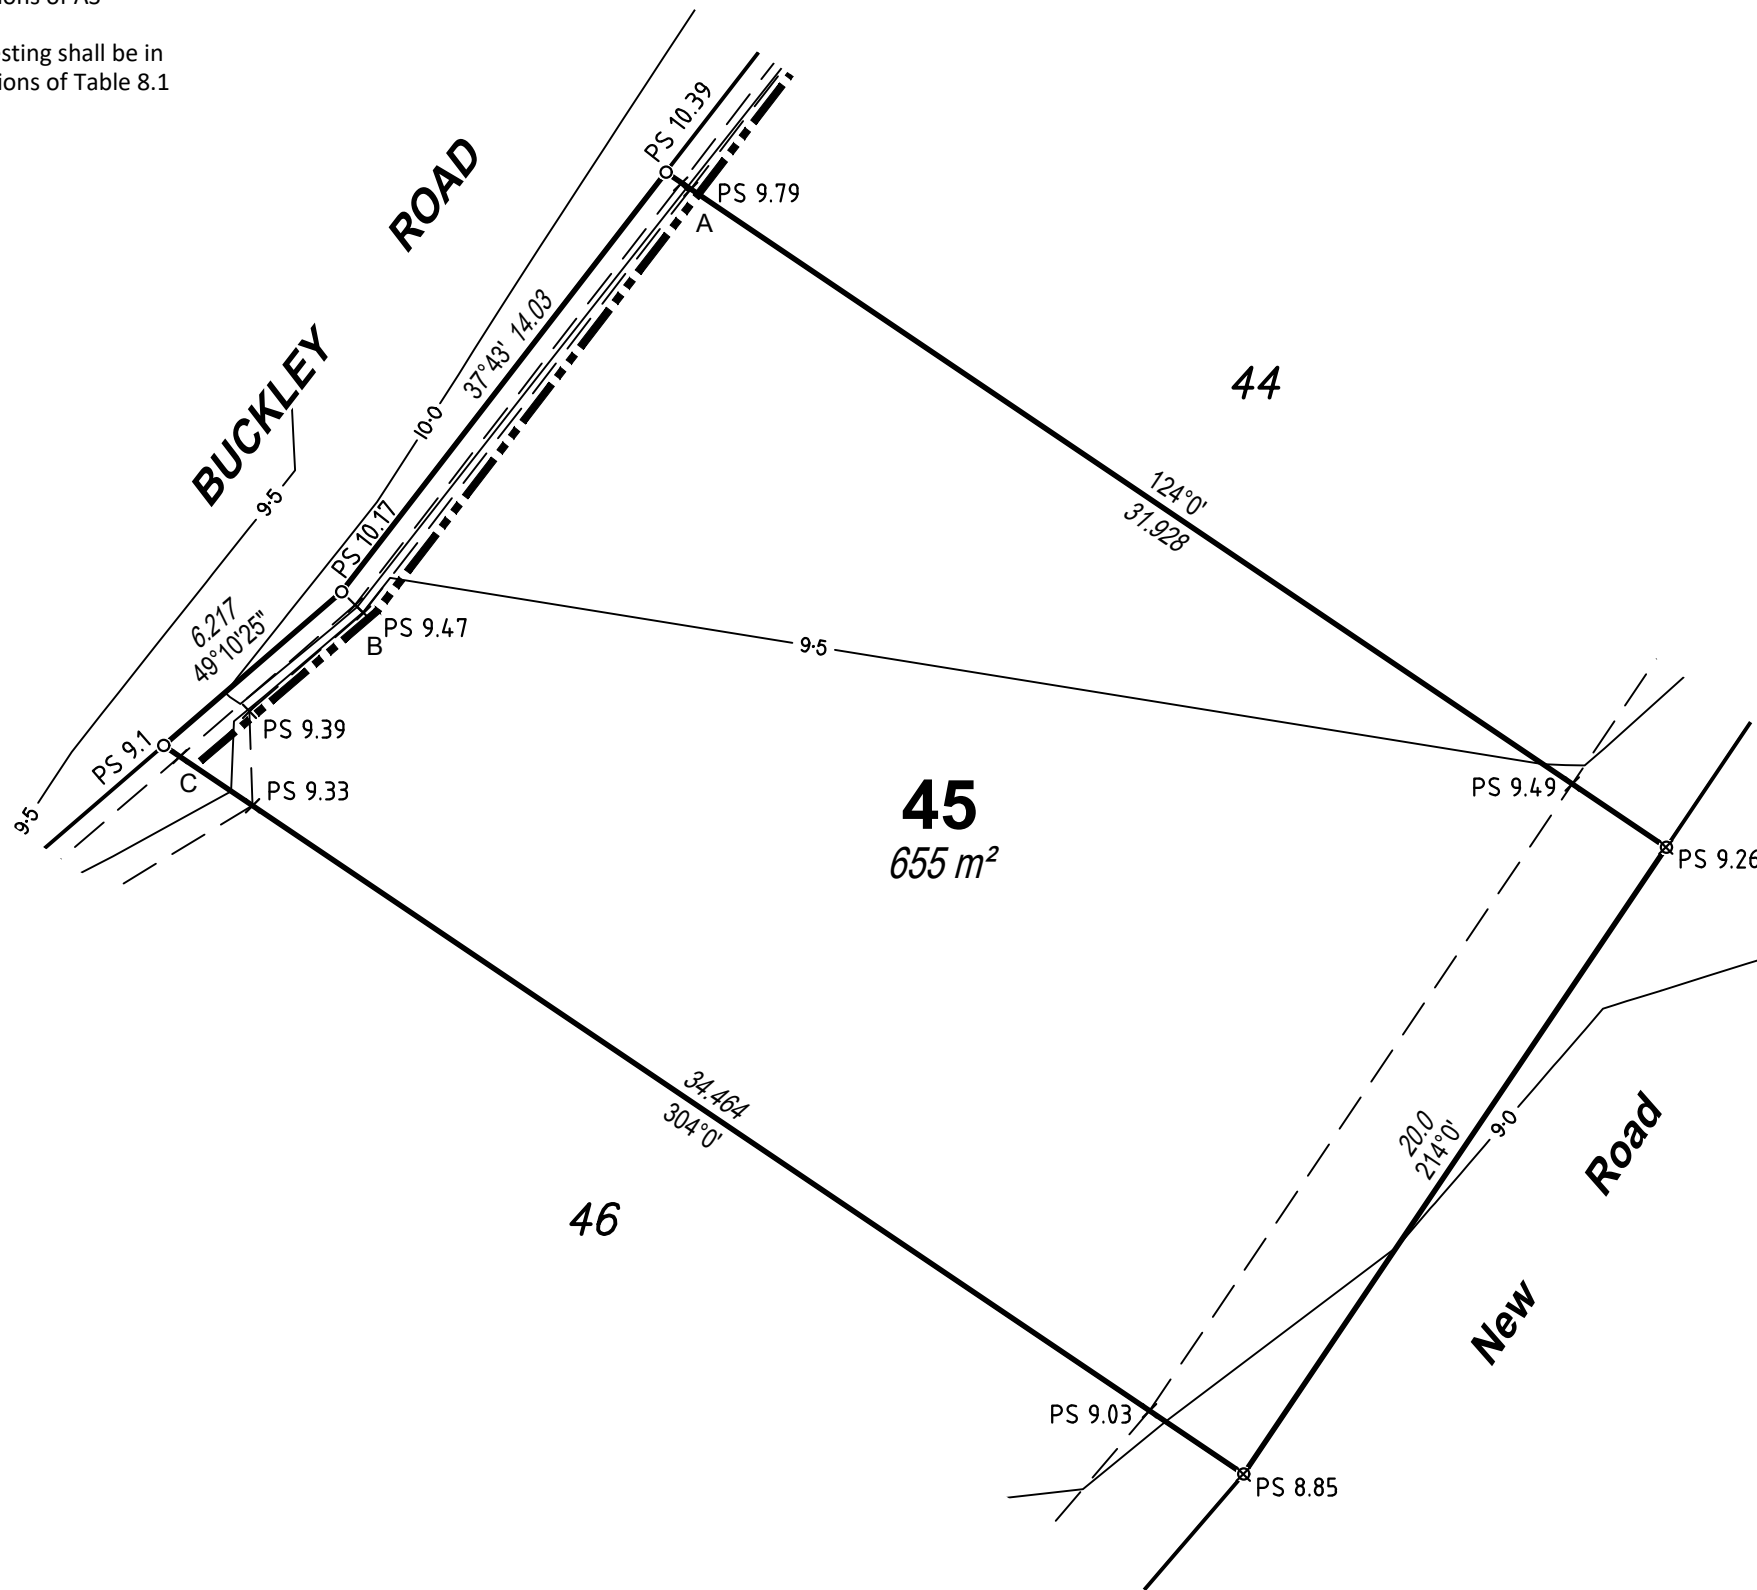 sting shall be in
ions of Table 8.1
PS 10.39
ROAD
PS 9.79
A
37°43' 14.03
BUCKLEY
44
10·0
9·5
124°0'
31.928
PS 10.17
6.217
49°10'25"
PS 9.47
B
9·5
PS 9.39
PS 9.1
C
PS 9.33
9·5
45
655 m²
PS 9.49
PS 9.26
34.464
304°0'
20.0
214°0'
9·0
Road
46
New
PS 9.03
PS 8.85